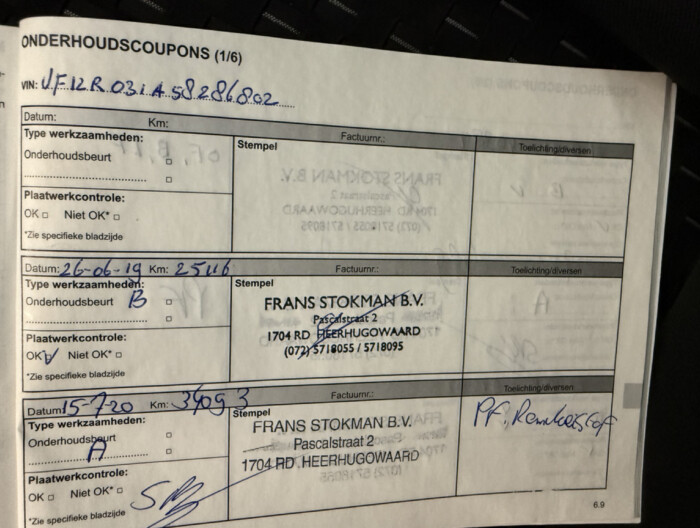 ONDERHOUDSCOUPONS (1/6)
VIN: VF12R031A58286802
Datum: Km: Factuurnr.: Toelichting/diversen
Type werkzaamheden:
Stempel
Onderhoudsbeurt
Plaatwerkcontrole:
OK Niet OK*
*Zie specifieke bladzijde
Datum: 26-06-19 Km: 25116 Factuurnr.: Toelichting/diversen
Type werkzaamheden:
Stempel
Onderhoudsbeurt B
FRANS STOKMAN B.V.
Pascalstraat 2
1704 RD HEERHUGOWAARD
(072) 5718055 / 5718095
Plaatwerkcontrole:
OK Niet OK*
*Zie specifieke bladzijde
Datum 15-7-20 Km: 34093 Factuurnr.: Toelichting/diversen
Type werkzaamheden:
Stempel
Onderhoudsbeurt
A
FRANS STOKMAN B.V.
Pascalstraat 2
1704 RD HEERHUGOWAARD
PF,
Plaatwerkcontrole:
OK Niet OK*
*Zie specifieke bladzijde
6.9